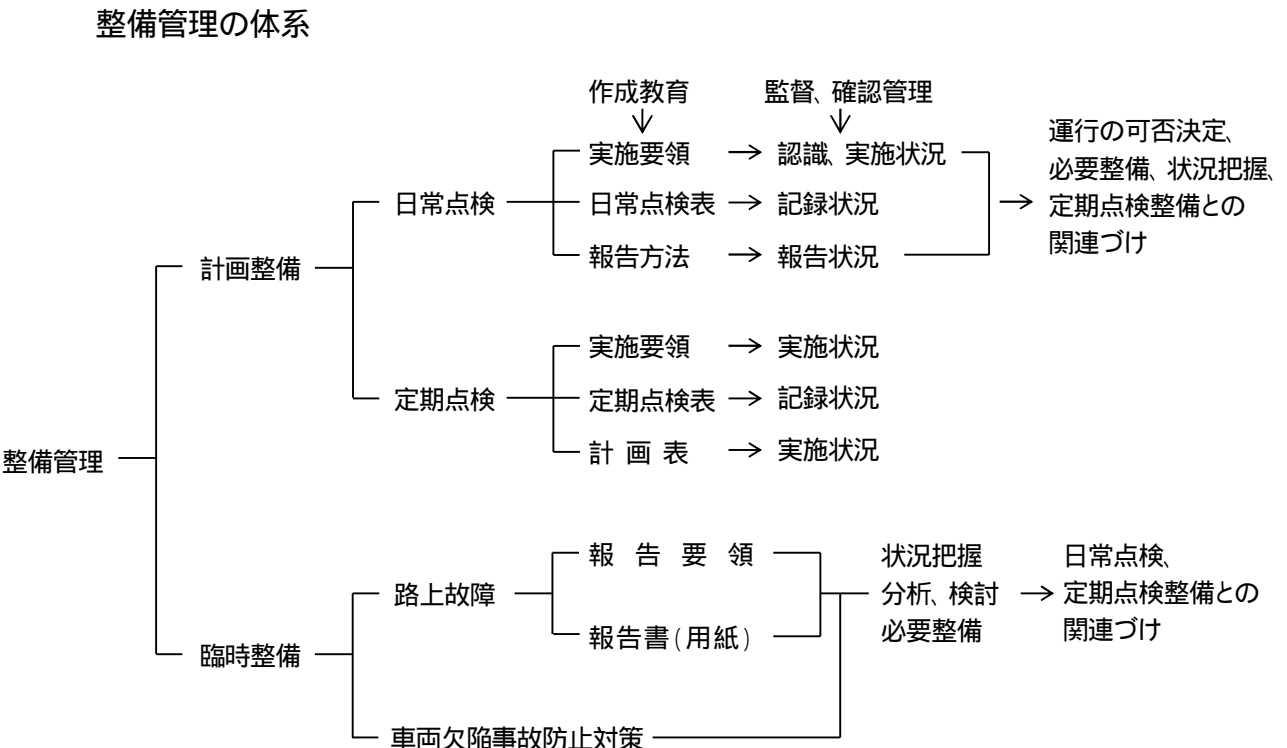 整備管理の体系
作成教育
監督、確認管理
実施要領
認識、実施状況
日常点検
日常点検表
記録状況
報告方法
報告状況
運行の可否決定、
必要整備、状況把握、
定期点検整備との
関連づけ
計画整備
実施要領
実施状況
定期点検
定期点検表
記録状況
計画表
実施状況
整備管理
報告要領
路上故障
報告書(用紙)
状況把握
分析、検討
必要整備
日常点検、
定期点検整備との
関連づけ
臨時整備
車両欠陥事故防止対策